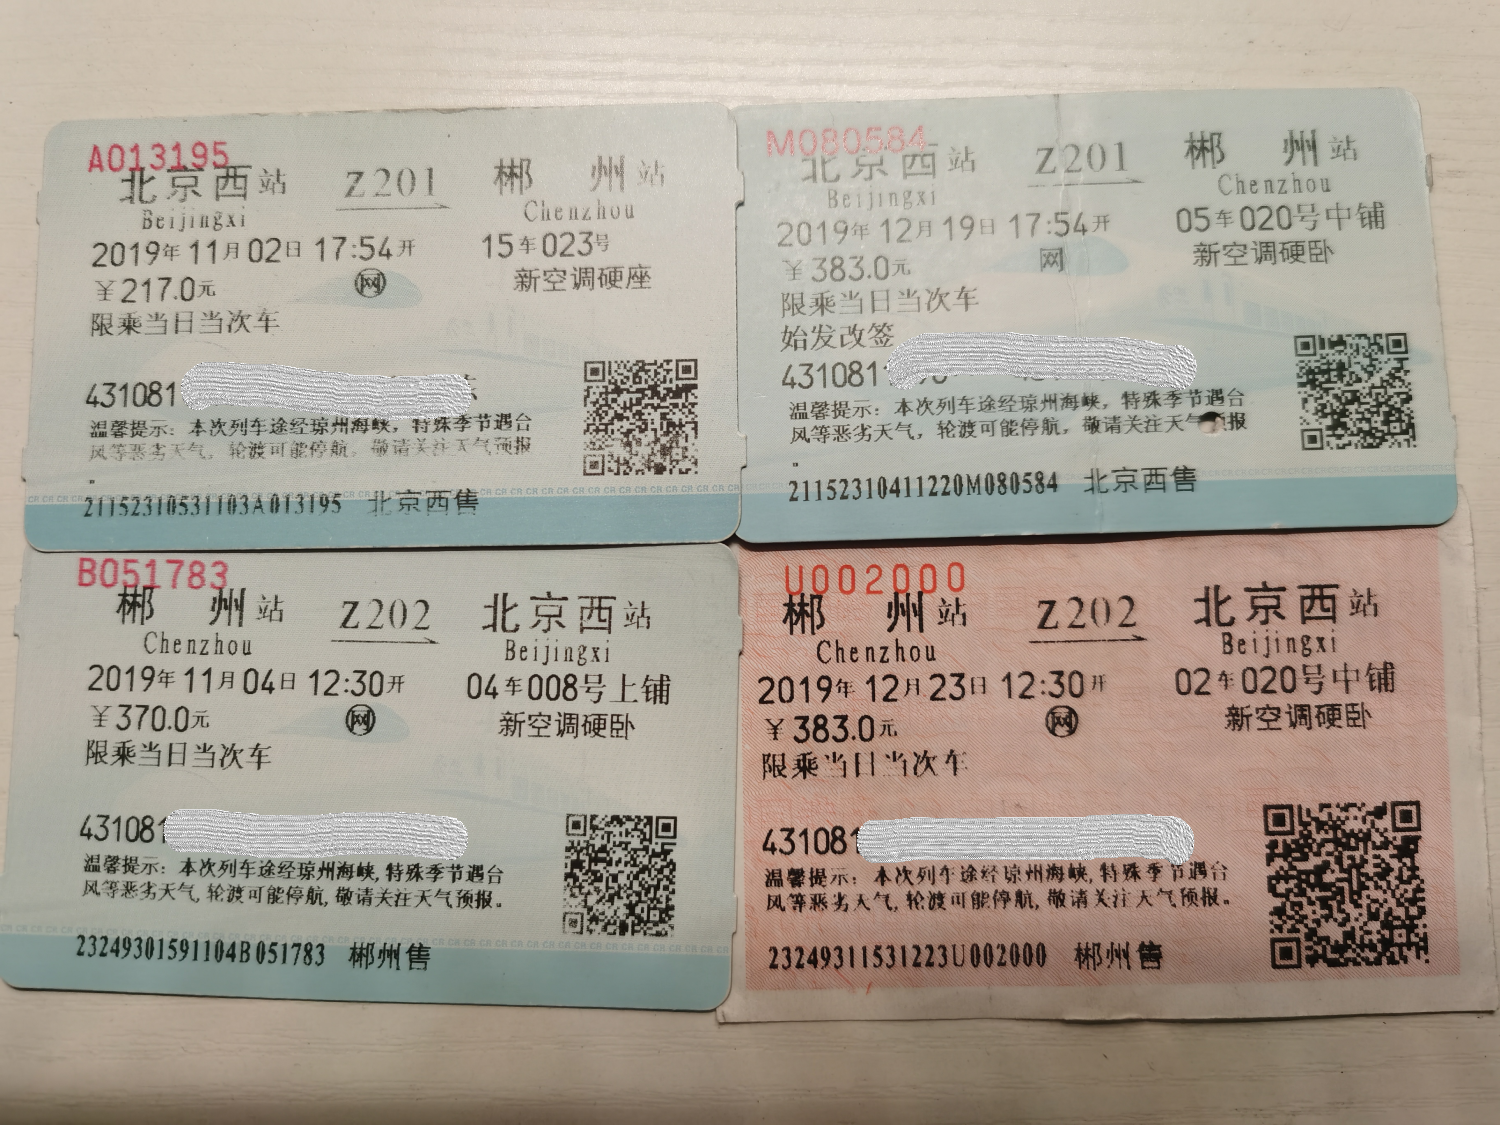 A013195
北京西站 Z201 郴州站
Beijingxi Chenzhou
2019年11月02日 17:54开 15车023号
￥217.0元 网 新空调硬座
限乘当日当次车
431081
温馨提示：本次列车途经琼州海峡，特殊季节遇台
风等恶劣天气，轮渡可能停航。敬请关注天气预报
"
21152310531103A013195 北京西售
M080584
北京西站 Z201 郴州站
Beijingxi Chenzhou
2019年12月19日 17:54开 05车020号中铺
￥383.0元 网 新空调硬卧
限乘当日当次车
始发改签
431081
温馨提示：本次列车途经琼州海峡，特殊季节遇台
风等恶劣天气，轮渡可能停航，敬请关注天气 报
"
21152310411220M080584 北京西售
B051783
郴州站 Z202 北京西站
Chenzhou Beijingxi
2019年11月04日 12:30开 04车008号上铺
￥370.0元 网 新空调硬卧
限乘当日当次车
431081
温馨提示：本次列车途经琼州海峡,特殊季节遇台
风等恶劣天气,轮渡可能停航,敬请关注天气预报。
23249301591104B051783 郴州售
U002000
郴州站 Z202 北京西站
Chenzhou Beijingxi
2019年12月23日 12:30开 02车020号中铺
￥383.0元 网 新空调硬卧
限乘当日当次车
431081
温馨提示：本次列车途经琼州海峡,特殊季节遇台
风等恶劣天气,轮渡可能停航,敬请关注天气预报。
23249311531223U002000 郴州售